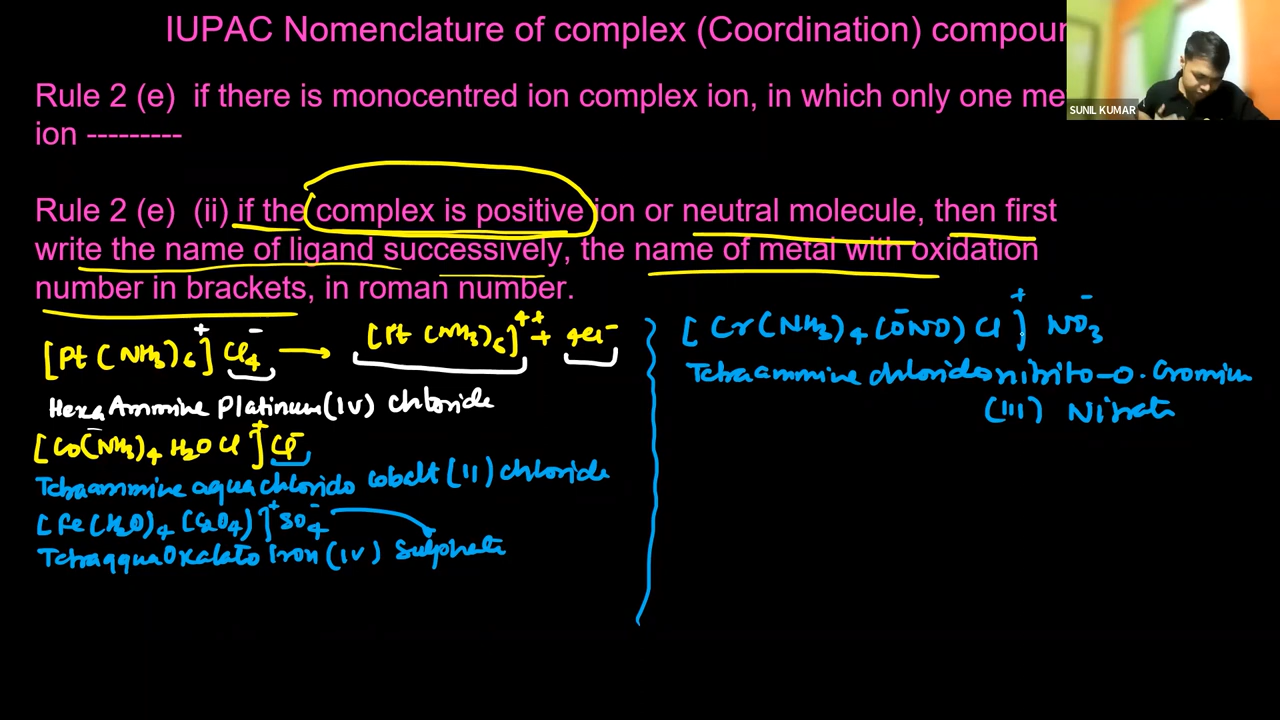 IUPAC Nomenclature of complex (Coordination) compoun
SUNIL KUMAR
Rule 2 (e) if there is monocentred ion complex ion, in which only one me
ion ---------
Rule 2 (e) (ii) if the complex is positive ion or neutral molecule, then first
write the name of ligand successively, the name of metal with oxidation
number in brackets, in roman number.
[Pt(NH3)6]+ Cl4- → [Pt(NH3)6]++++ + 4Cl-
Hexa Ammine Platinum(IV) chloride
[Co(NH3)4 H2O Cl]+ Cl-
Tetraammine aquachlorido cobalt (II) chloride
[Fe(H2O)4 (C2O4)]+ SO4-
Tetraaqua Oxalato Iron (IV) Sulphate
[Cr(NH3)4(ONO)Cl]+ NO3-
Tetraammine chloridonitrito-O. Cromium
(III) Nitrate